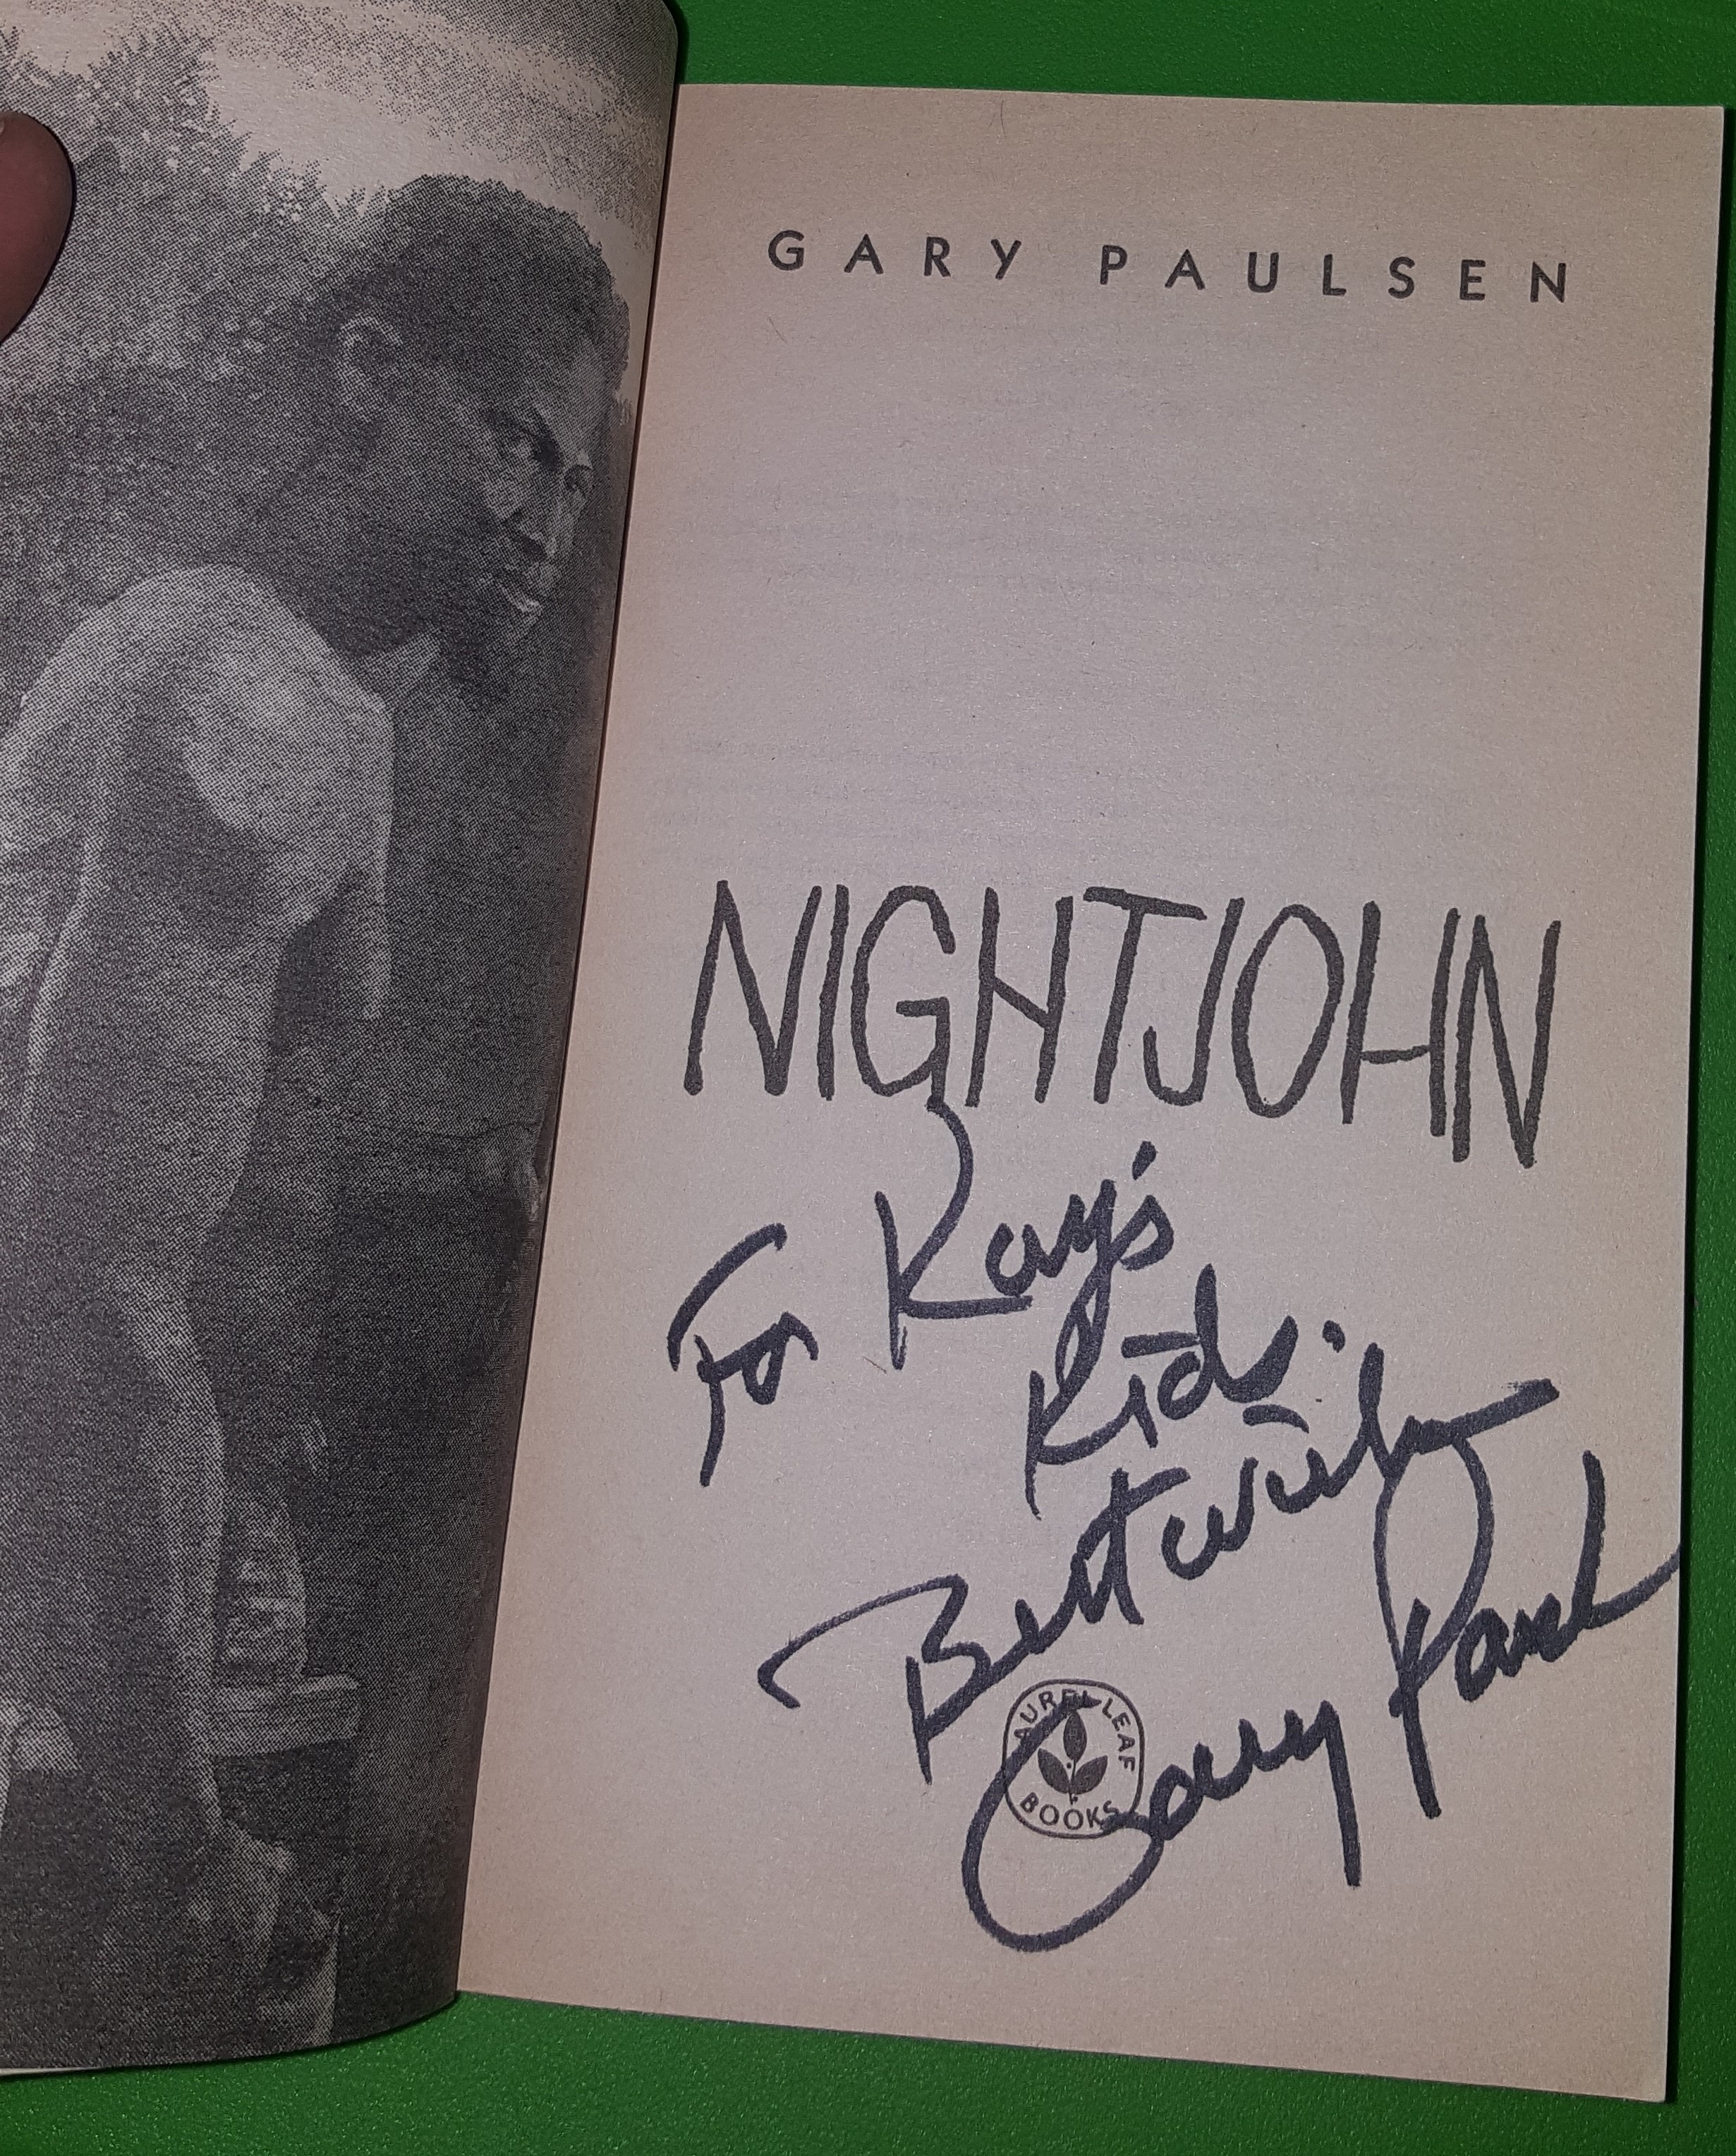 GARY PAULSEN
NIGHTJOHN
For Ray's
Kids.
Best wishes
LAUREL-LEAF
BOOKS
Gary Paulsen